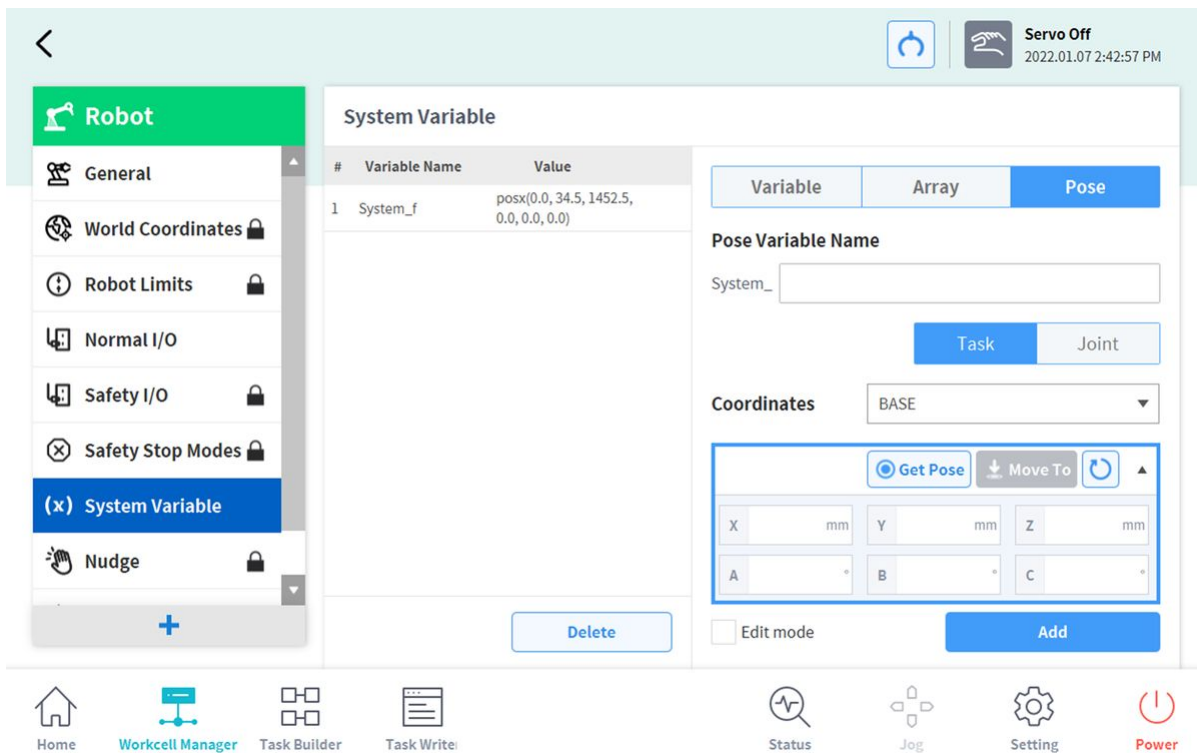 Servo Off
2022.01.07 2:42:57 PM
Robot
General
World Coordinates
Robot Limits
Normal I/O
Safety I/O
Safety Stop Modes
(x) System Variable
Nudge
+
System Variable
# Variable Name Value
1 System_f posx(0.0, 34.5, 1452.5,
0.0, 0.0, 0.0)
Delete
Variable Array Pose
Pose Variable Name
System_
Task Joint
Coordinates BASE
Get Pose Move To
X mm Y mm Z mm
A ° B ° C °
Edit mode Add
Home Workcell Manager Task Builder Task Write Status Jog Setting Power